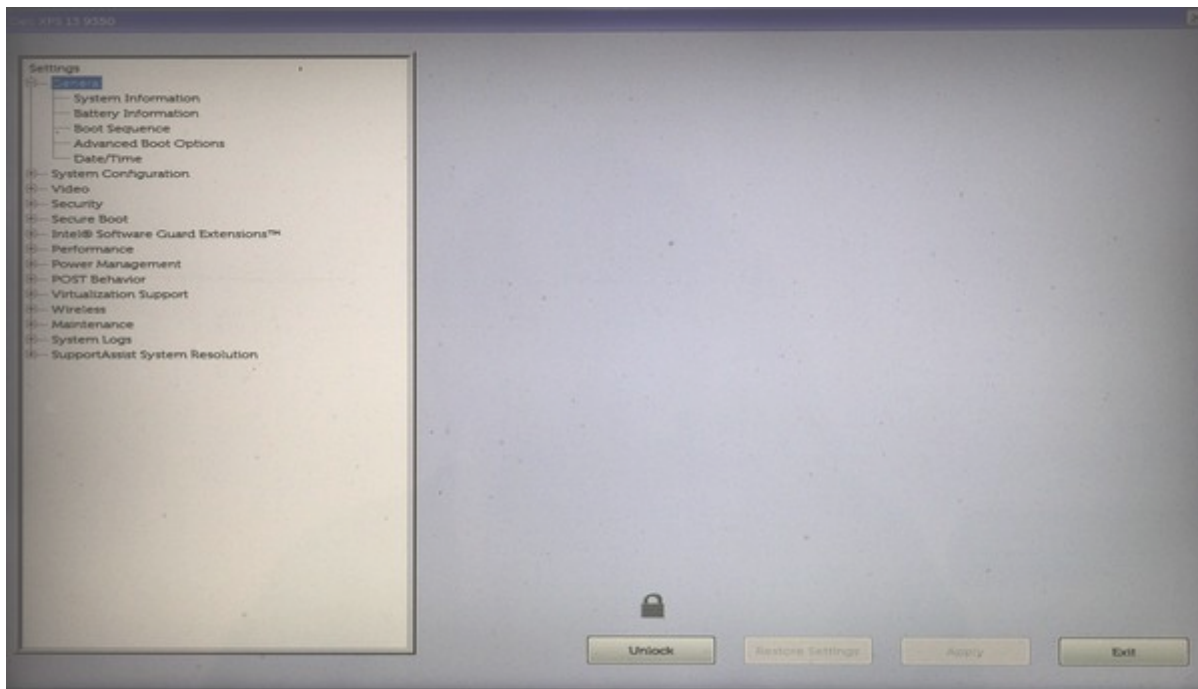 Dell XPS 13 9350
Settings
General
System Information
Battery Information
Boot Sequence
Advanced Boot Options
Date/Time
System Configuration
Video
Security
Secure Boot
Intel® Software Guard Extensions™
Performance
Power Management
POST Behavior
Virtualization Support
Wireless
Maintenance
System Logs
SupportAssist System Resolution
Unlock
Restore Settings
Apply
Exit